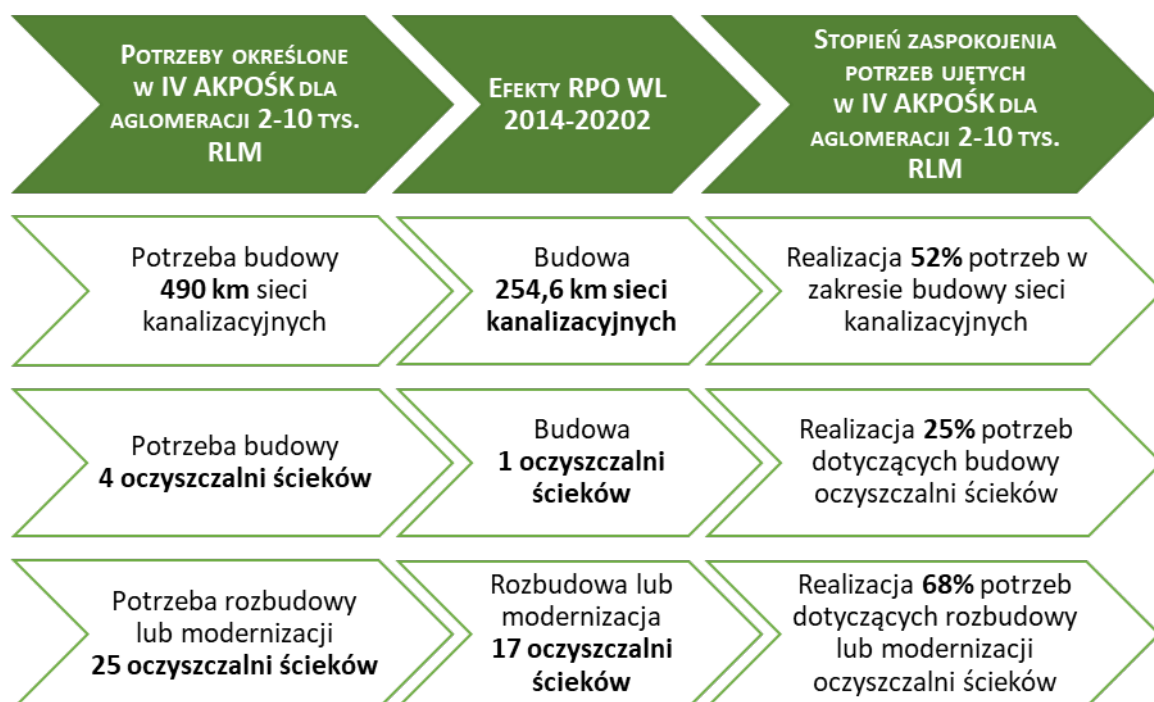 POTRZEBY OKREŚLONE
W IV AKPOŚK DLA
AGLOMERACJI 2-10 TYS.
RLM
EFEKTY RPO WL
2014-20202
STOPIEŃ ZASPOKOJENIA
POTRZEB UJĘTYCH
W IV AKPOŚK DLA
AGLOMERACJI 2-10 TYS.
RLM
Potrzeba budowy
490 km sieci
kanalizacyjnych
Budowa
254,6 km sieci
kanalizacyjnych
Realizacja 52% potrzeb w
zakresie budowy sieci
kanalizacyjnych
Potrzeba budowy
4 oczyszczalni ścieków
Budowa
1 oczyszczalni
ścieków
Realizacja 25% potrzeb
dotyczących budowy
oczyszczalni ścieków
Potrzeba rozbudowy
lub modernizacji
25 oczyszczalni ścieków
Rozbudowa lub
modernizacja
17 oczyszczalni
ścieków
Realizacja 68% potrzeb
dotyczących rozbudowy
lub modernizacji
oczyszczalni ścieków